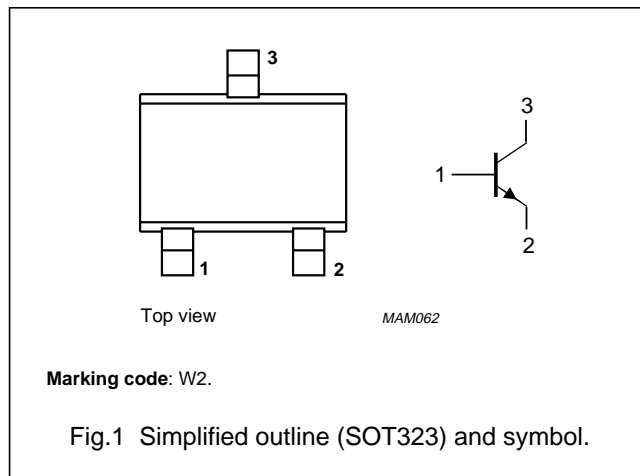 3
3
1
1
2
2
Top view
MAM062
Marking code: W2.
Fig.1 Simplified outline (SOT323) and symbol.